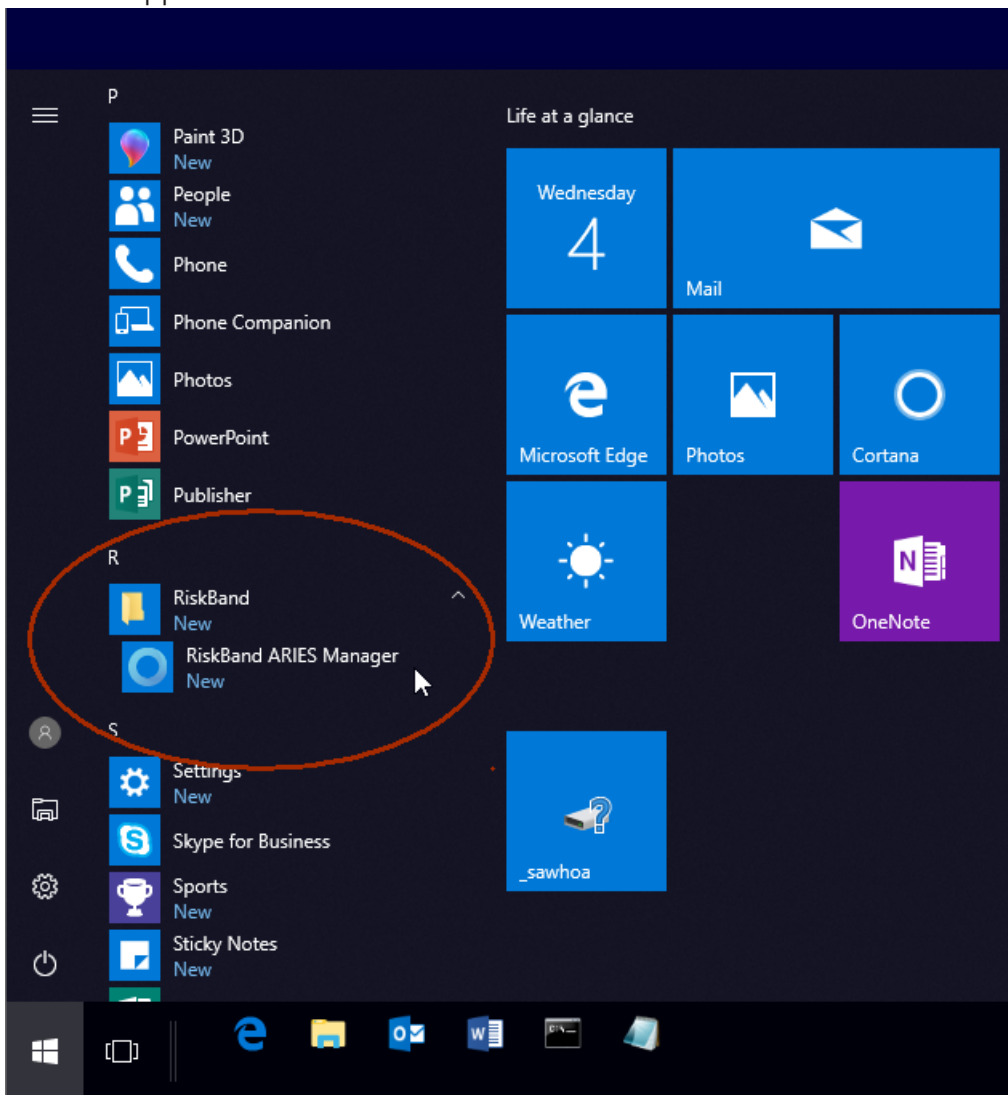 P
Paint 3D
New
People
New
Phone
Phone Companion
Photos
PowerPoint
Publisher
R
RiskBand
New
RiskBand ARIES Manager
New
S
Settings
New
Skype for Business
Sports
New
Sticky Notes
New
Life at a glance
Wednesday
4
Mail
Microsoft Edge
Photos
Cortana
Weather
OneNote
_sawhoa